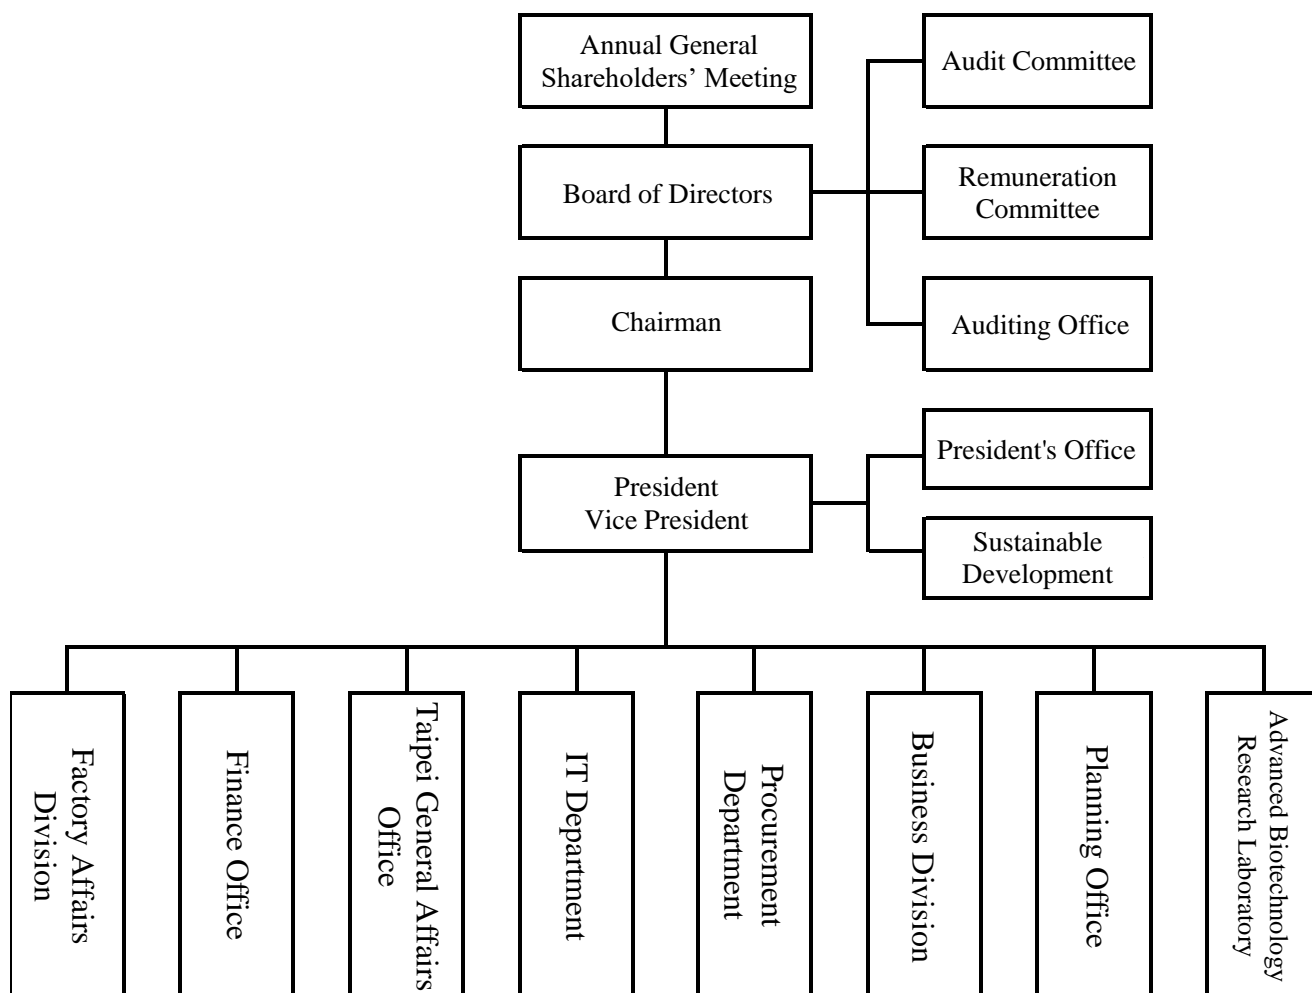 Annual General
Shareholders’ Meeting
Audit Committee
Board of Directors
Remuneration
Committee
Chairman
Auditing Office
President's Office
President
Vice President
Sustainable
Development
Factory Affairs
Division
Finance Office
Taipei General Affairs
Office
IT Department
Procurement
Department
Business Division
Planning Office
Advanced Biotechnology
Research Laboratory